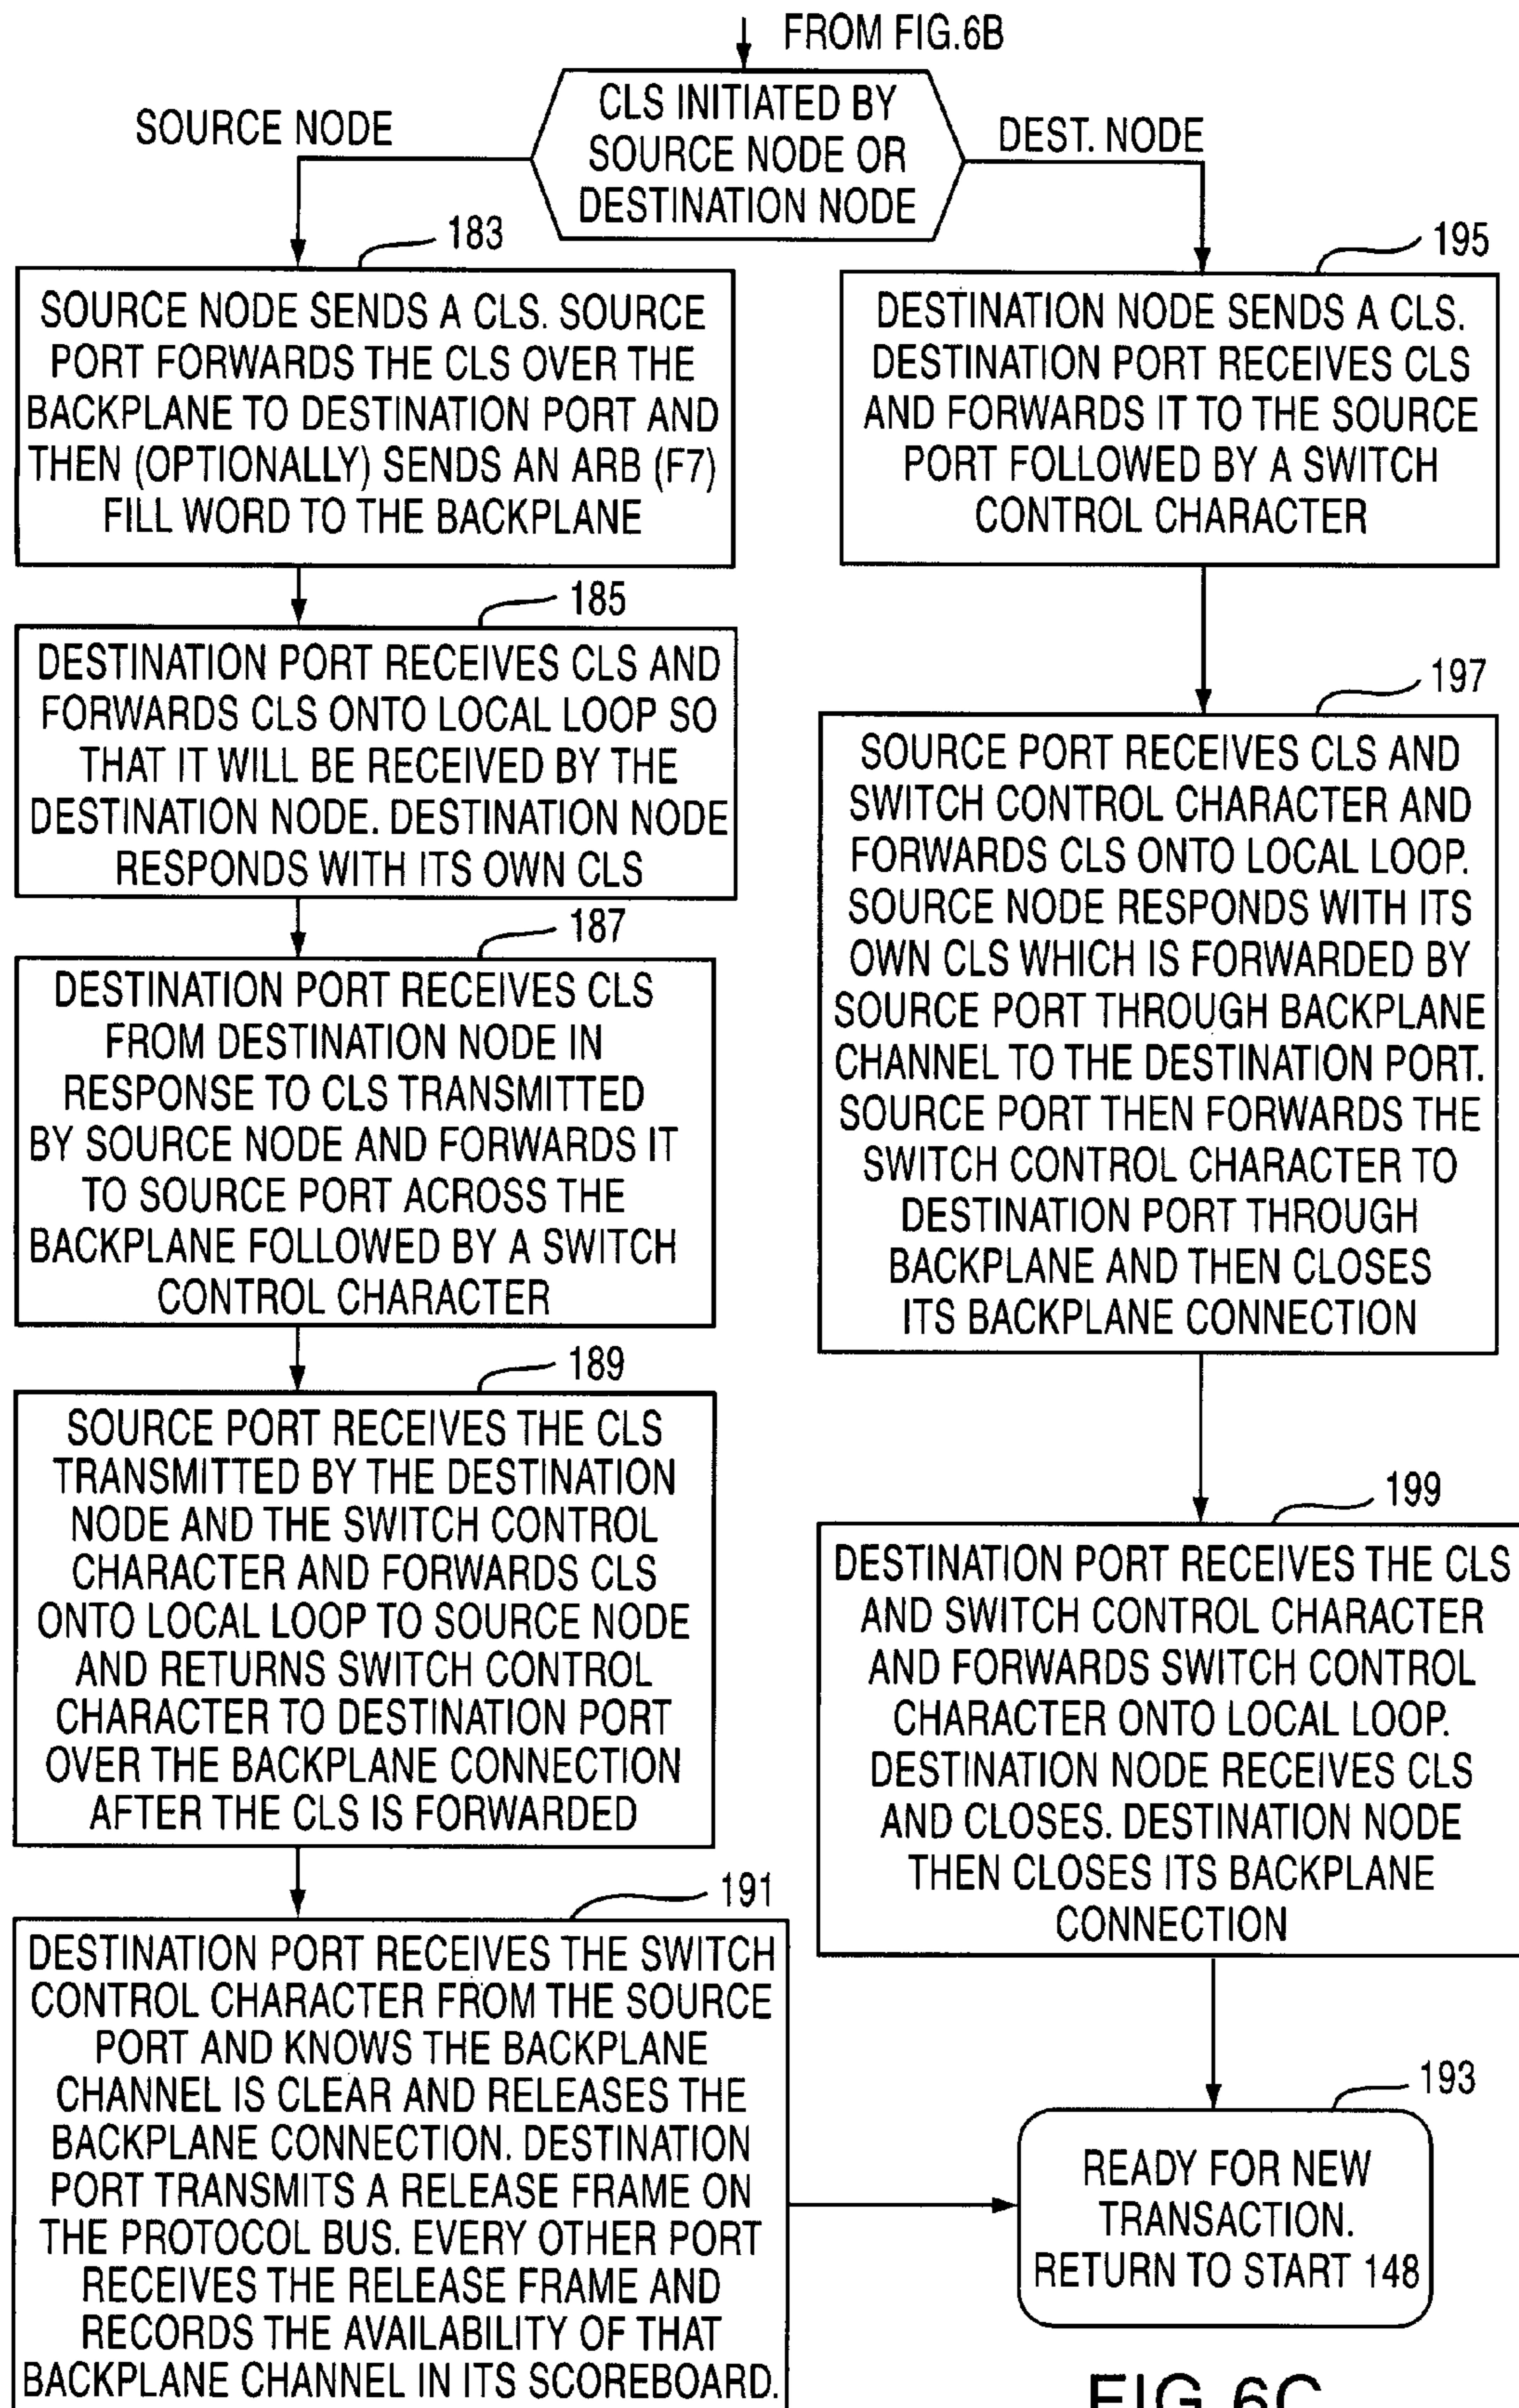 FROM FIG.6B
CLS INITIATED BY
SOURCE NODE OR
DESTINATION NODE
SOURCE NODE
DEST. NODE
183
SOURCE NODE SENDS A CLS. SOURCE
PORT FORWARDS THE CLS OVER THE
BACKPLANE TO DESTINATION PORT AND
THEN (OPTIONALLY) SENDS AN ARB (F7)
FILL WORD TO THE BACKPLANE
185
DESTINATION PORT RECEIVES CLS AND
FORWARDS CLS ONTO LOCAL LOOP SO
THAT IT WILL BE RECEIVED BY THE
DESTINATION NODE. DESTINATION NODE
RESPONDS WITH ITS OWN CLS
187
DESTINATION PORT RECEIVES CLS
FROM DESTINATION NODE IN
RESPONSE TO CLS TRANSMITTED
BY SOURCE NODE AND FORWARDS IT
TO SOURCE PORT ACROSS THE
BACKPLANE FOLLOWED BY A SWITCH
CONTROL CHARACTER
189
SOURCE PORT RECEIVES THE CLS
TRANSMITTED BY THE DESTINATION
NODE AND THE SWITCH CONTROL
CHARACTER AND FORWARDS CLS
ONTO LOCAL LOOP TO SOURCE NODE
AND RETURNS SWITCH CONTROL
CHARACTER TO DESTINATION PORT
OVER THE BACKPLANE CONNECTION
AFTER THE CLS IS FORWARDED
191
DESTINATION PORT RECEIVES THE SWITCH
CONTROL CHARACTER FROM THE SOURCE
PORT AND KNOWS THE BACKPLANE
CHANNEL IS CLEAR AND RELEASES THE
BACKPLANE CONNECTION. DESTINATION
PORT TRANSMITS A RELEASE FRAME ON
THE PROTOCOL BUS. EVERY OTHER PORT
RECEIVES THE RELEASE FRAME AND
RECORDS THE AVAILABILITY OF THAT
BACKPLANE CHANNEL IN ITS SCOREBOARD.
195
DESTINATION NODE SENDS A CLS.
DESTINATION PORT RECEIVES CLS
AND FORWARDS IT TO THE SOURCE
PORT FOLLOWED BY A SWITCH
CONTROL CHARACTER
197
SOURCE PORT RECEIVES CLS AND
SWITCH CONTROL CHARACTER AND
FORWARDS CLS ONTO LOCAL LOOP.
SOURCE NODE RESPONDS WITH ITS
OWN CLS WHICH IS FORWARDED BY
SOURCE PORT THROUGH BACKPLANE
CHANNEL TO THE DESTINATION PORT.
SOURCE PORT THEN FORWARDS THE
SWITCH CONTROL CHARACTER TO
DESTINATION PORT THROUGH
BACKPLANE AND THEN CLOSES
ITS BACKPLANE CONNECTION
199
DESTINATION PORT RECEIVES THE CLS
AND SWITCH CONTROL CHARACTER
AND FORWARDS SWITCH CONTROL
CHARACTER ONTO LOCAL LOOP.
DESTINATION NODE RECEIVES CLS
AND CLOSES. DESTINATION NODE
THEN CLOSES ITS BACKPLANE
CONNECTION
193
READY FOR NEW
TRANSACTION.
RETURN TO START 148
FIG.6C